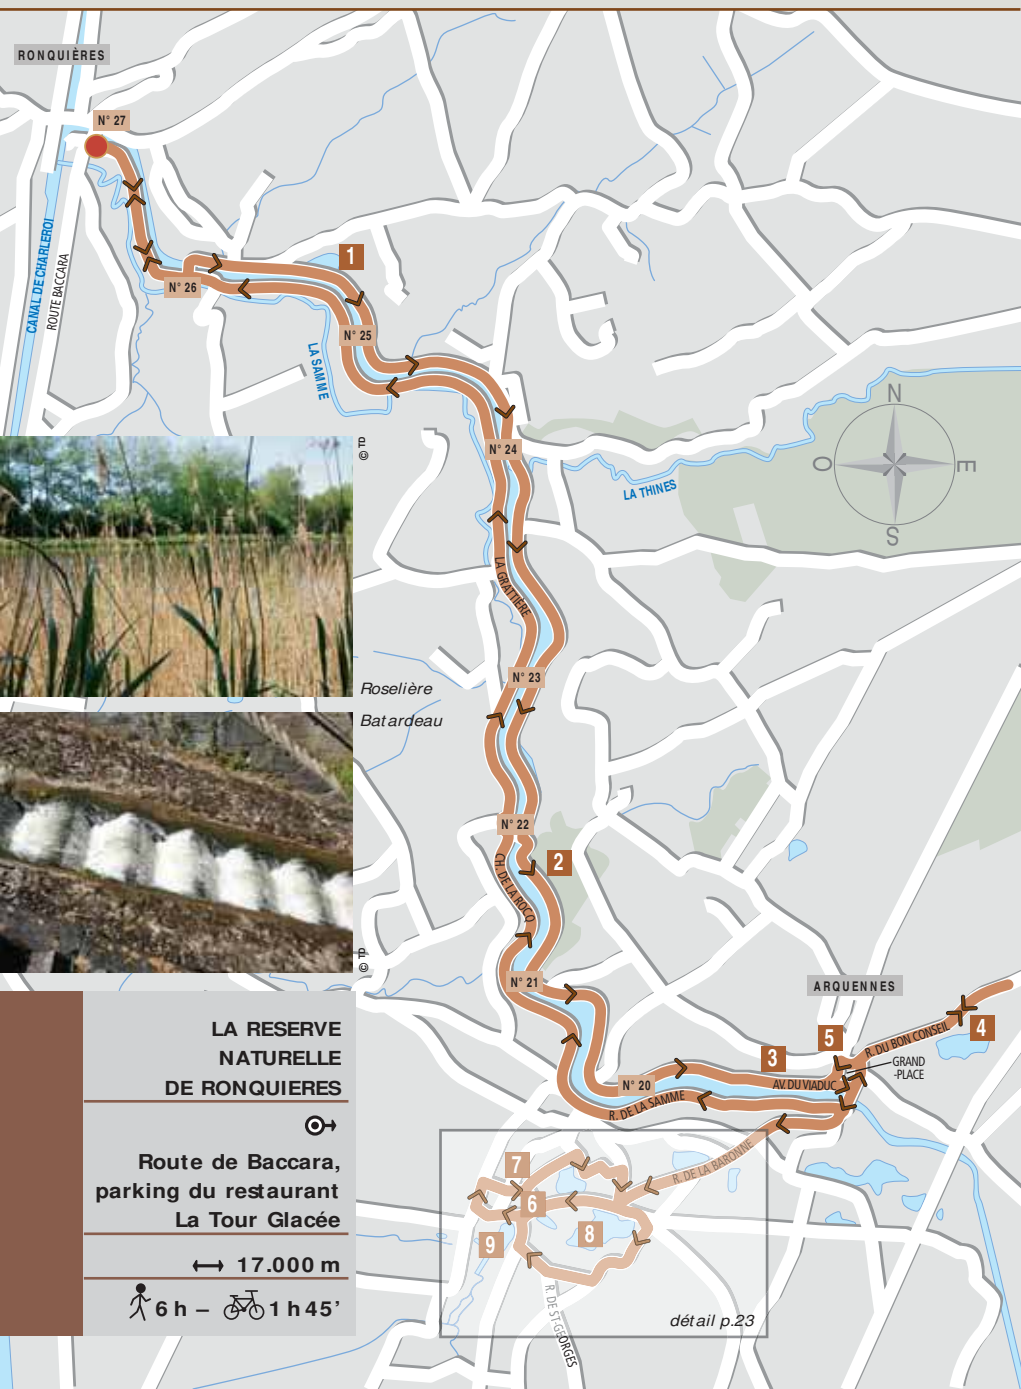 RONQUIÈRES
N° 27
CANAL DE CHARLEROI
ROUTE BACCARA
N° 26
1
N° 25
LA SAMME
N° 24
LA THINES
N
O
E
S
© TD
LA GRATTIÈRE
N° 23
Roselière
Batardeau
N° 22
2
CH. DE LA ROCQ
© TD
N° 21
ARQUENNES
4
5
R. DU BON CONSEIL
3
GRAND
-PLACE
AV. DU VIADUC
N° 20
R. DE LA SAMME
R. DE LA BARONNE
7
6
8
9
R. DE ST-GEORGES
détail p.23
LA RESERVE
NATURELLE
DE RONQUIERES
Route de Baccara,
parking du restaurant
La Tour Glacée
17.000 m
6 h – 1 h 45’